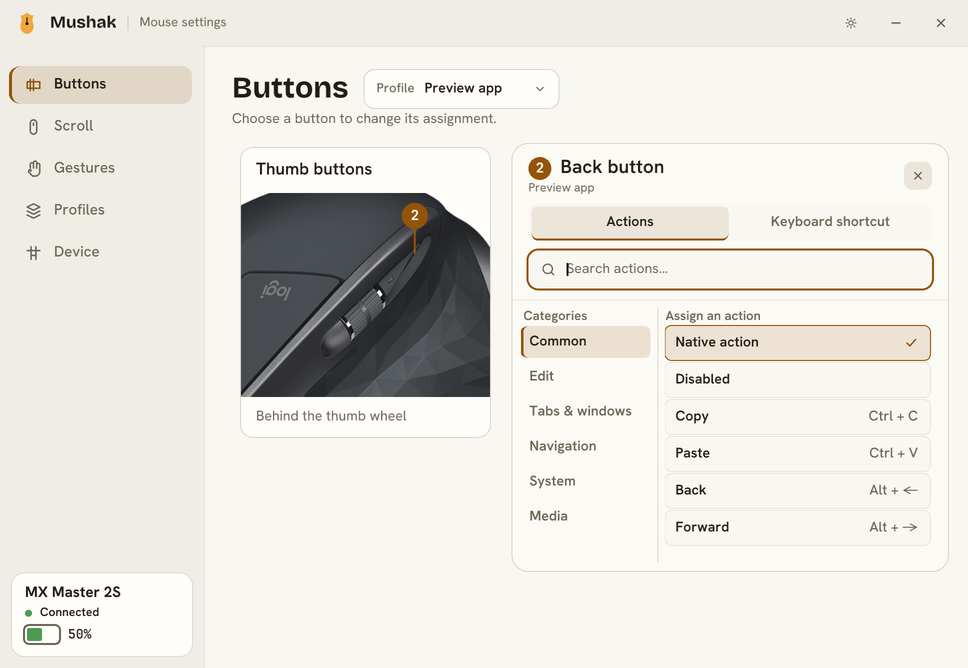 Mushak
Mouse settings
Buttons
Scroll
Gestures
Profiles
Device
MX Master 2S
Connected
50%
Buttons
Profile Preview app
Choose a button to change its assignment.
Thumb buttons
2
logi
Behind the thumb wheel
2 Back button
Preview app
Actions
Keyboard shortcut
Search actions...
Categories
Common
Edit
Tabs & windows
Navigation
System
Media
Assign an action
Native action
Disabled
Copy Ctrl + C
Paste Ctrl + V
Back Alt + ←
Forward Alt + →